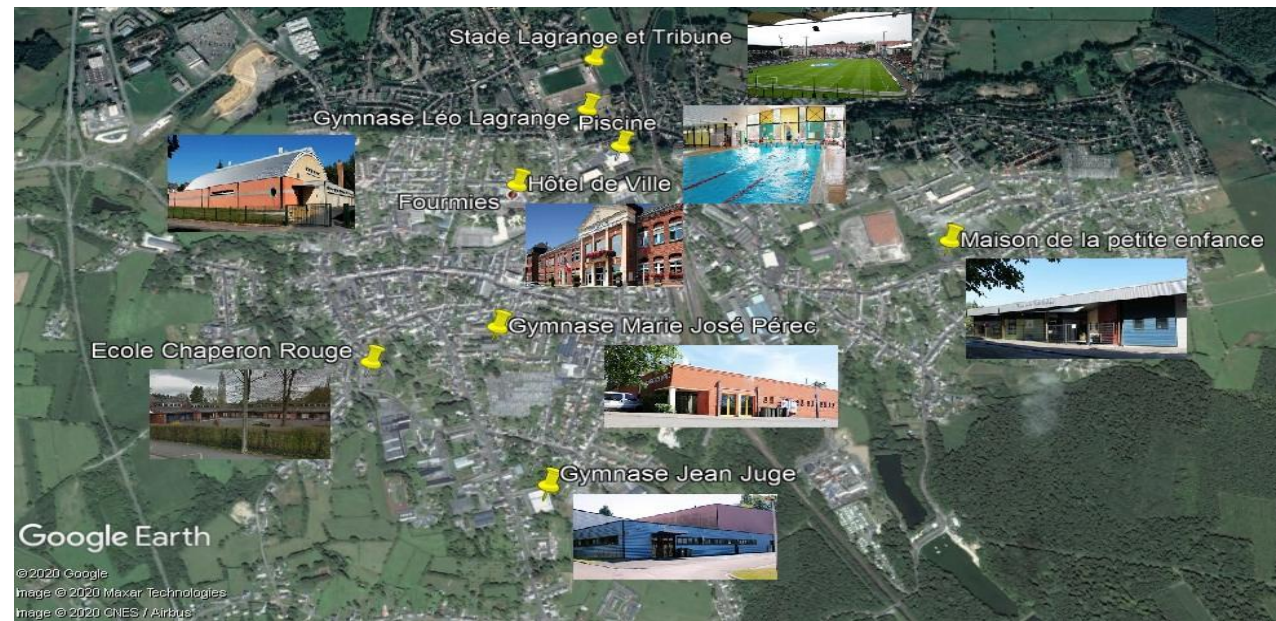 Stade Lagrange et Tribune
Gymnase Léo Lagrange
Piscine
Hôtel de Ville
Fourmies
Maison de la petite enfance
Gymnase Marie José Pérec
Ecole Chaperon Rouge
Gymnase Jean Juge
Google Earth
©2020 Google
Image © 2020 Maxar Technologies
Image © 2020 CNES / Airbus